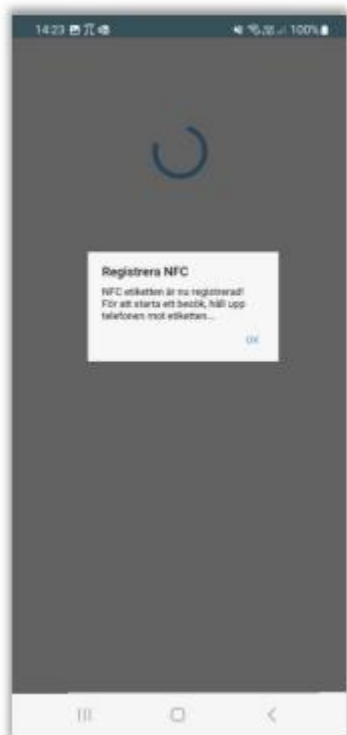 14:23
100%
Registrera NFC
NFC etiketten är nu registrerad!
För att starta ett besök, håll upp
telefonen mot etiketten...
OK